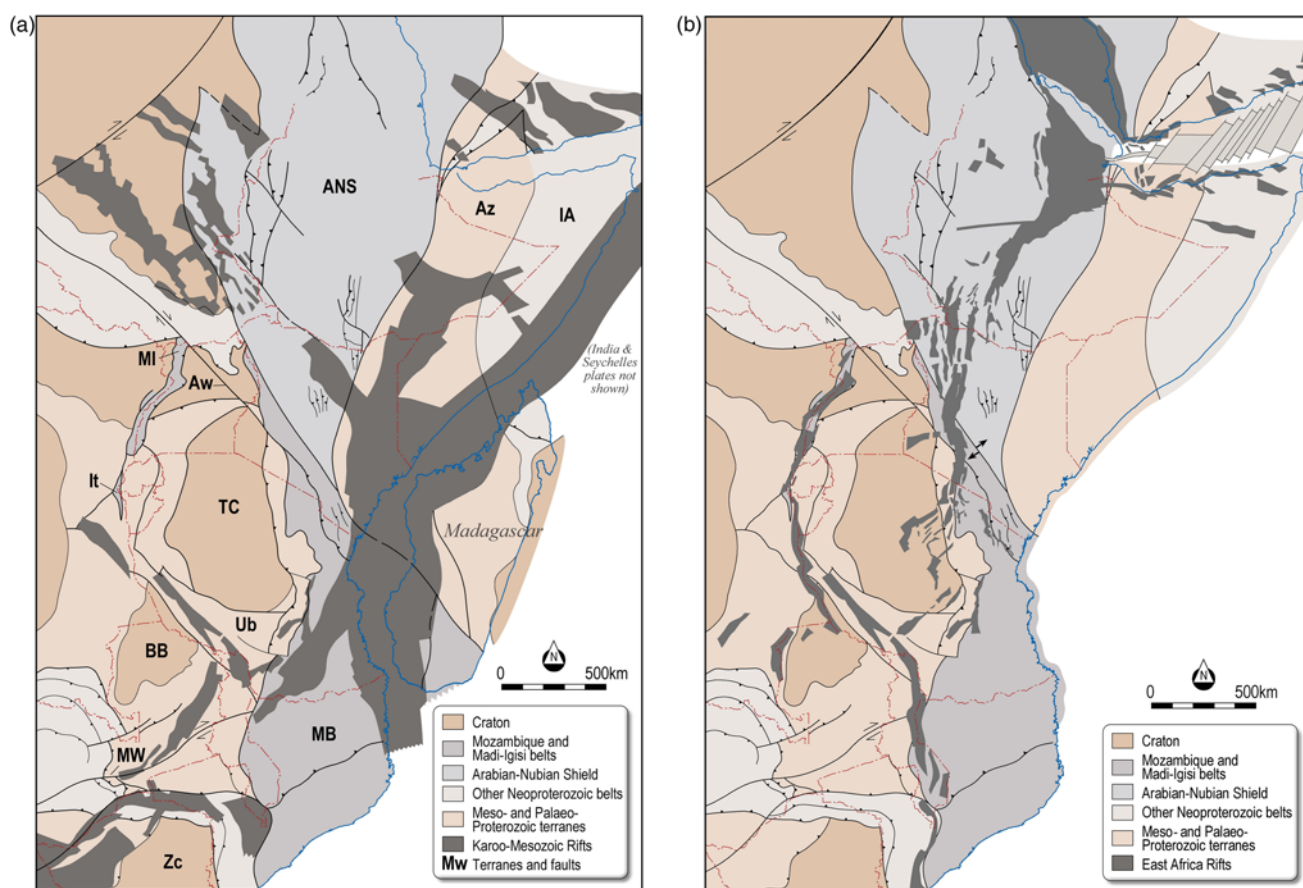 (a)
ANS
Az
IA
MI
Aw
(India &
Seychelles
plates not
shown)
It
TC
Madagascar
Ub
BB
MW
MB
Zc
N
0 500km
Craton
Mozambique and
Madi-Igisi belts
Arabian-Nubian Shield
Other Neoproterozoic belts
Meso- and Palaeo-
Proterozoic terranes
Karoo-Mesozoic Rifts
Mw Terranes and faults
(b)
N
0 500km
Craton
Mozambique and
Madi-Igisi belts
Arabian-Nubian Shield
Other Neoproterozoic belts
Meso- and Palaeo-
Proterozoic terranes
East Africa Rifts